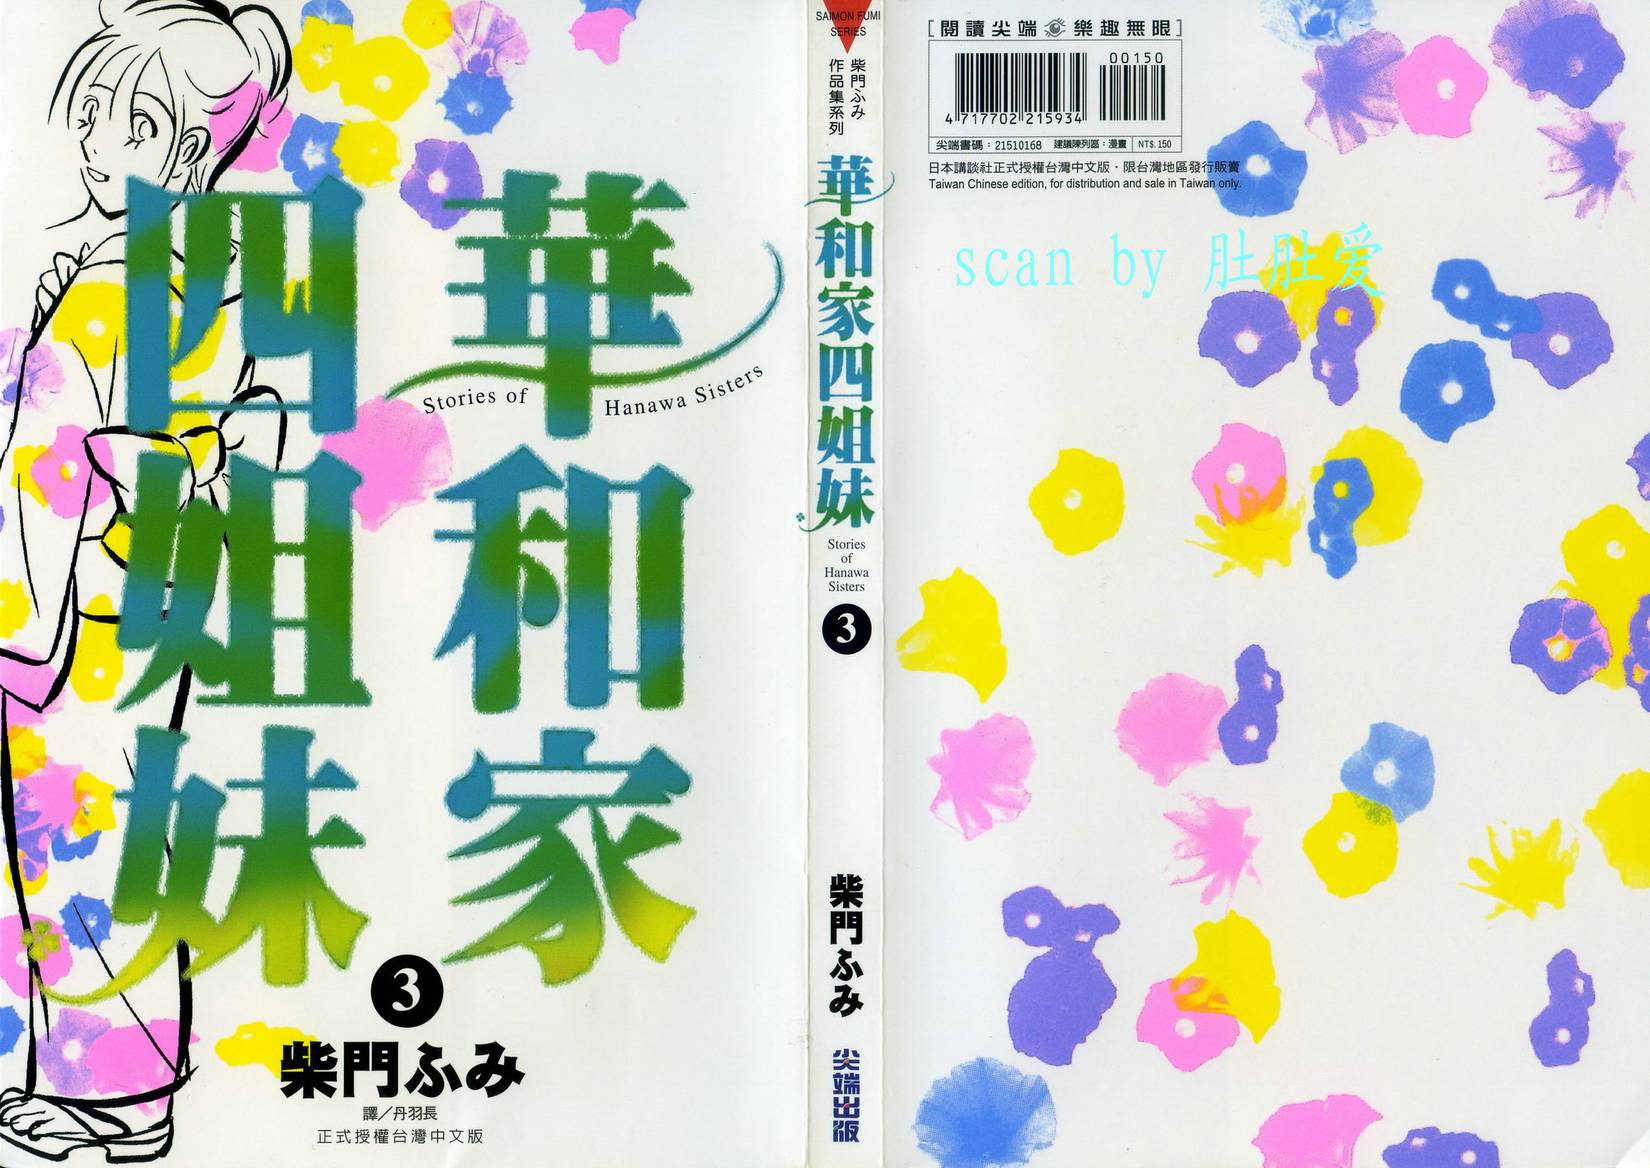 華和家
四姐妹
Stories of Hanawa Sisters
3
柴門ふみ
譯／丹羽長
正式授權台灣中文版
SAIMON FUMI
SERIES
柴門ふみ
作品集系列
華和家四姐妹
Stories
of
Hanawa
Sisters
3
柴門ふみ
尖端出版
[閱讀尖端 樂趣無限]
00150
4 717702 215934
尖端書碼：21510168 建議陳列區：漫畫 NT$.150
日本講談社正式授權台灣中文版・限台灣地區發行販賣
Taiwan Chinese edition, for distribution and sale in Taiwan only.
scan by 肚肚爱